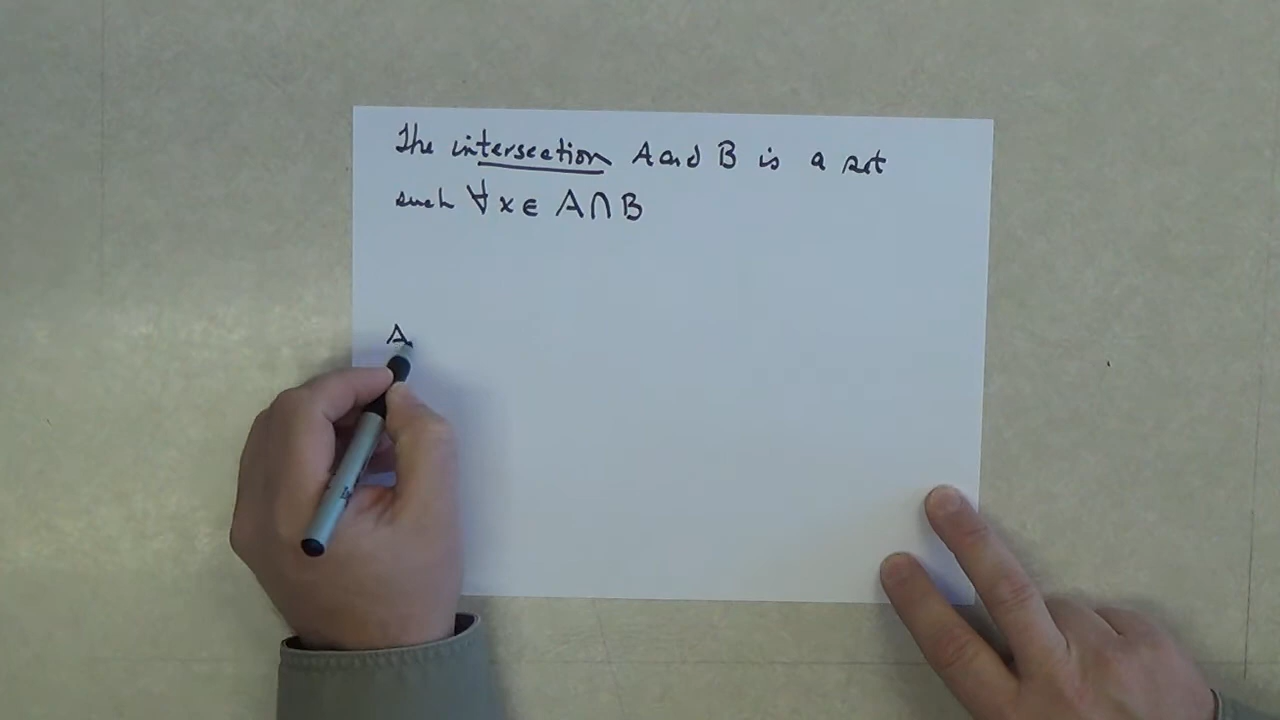 The intersection A and B is a set
such ∀ x ∈ A ∩ B
A